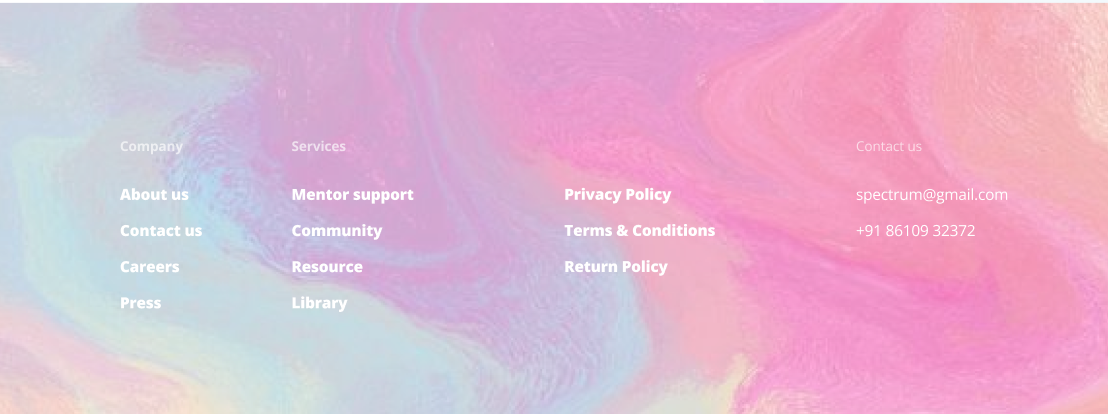 Company
About us
Contact us
Careers
Press
Services
Mentor support
Community
Resource
Library
Privacy Policy
Terms & Conditions
Return Policy
Contact us
spectrum@gmail.com
+91 86109 32372